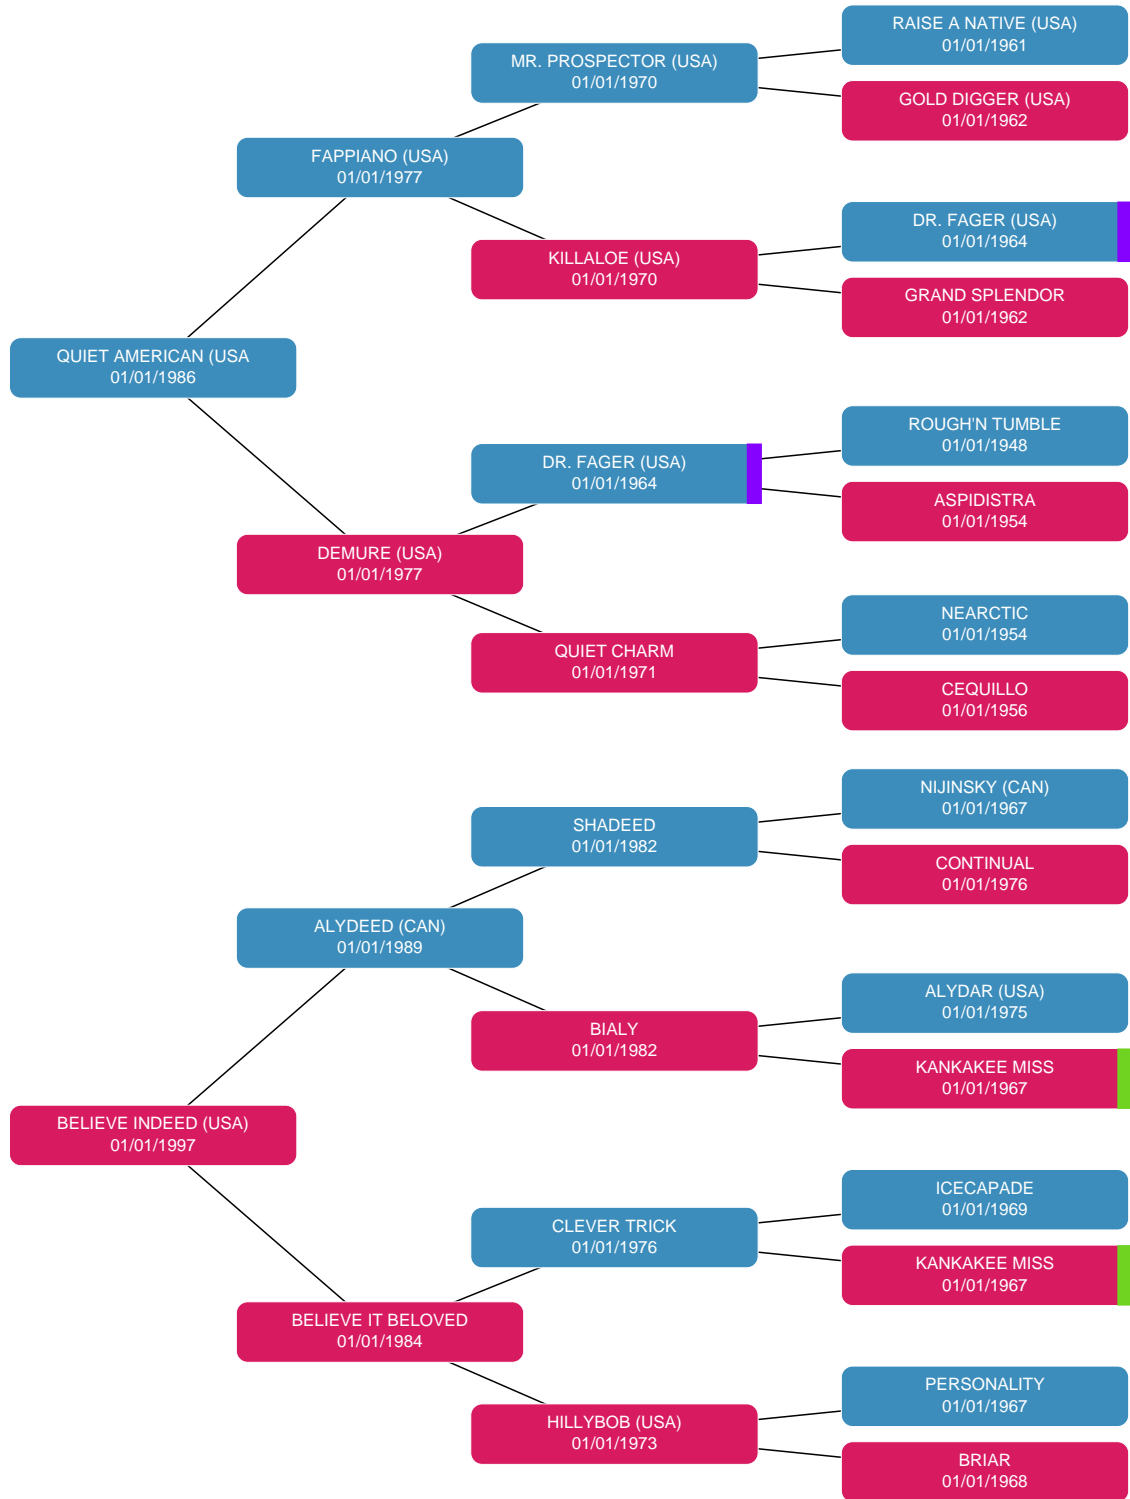 RAISE A NATIVE (USA)
01/01/1961
MR. PROSPECTOR (USA)
01/01/1970
GOLD DIGGER (USA)
01/01/1962
FAPPIANO (USA)
01/01/1977
DR. FAGER (USA)
01/01/1964
KILLALOE (USA)
01/01/1970
GRAND SPLENDOR
01/01/1962
QUIET AMERICAN (USA
01/01/1986
ROUGH'N TUMBLE
01/01/1948
DR. FAGER (USA)
01/01/1964
ASPIDISTRA
01/01/1954
DEMURE (USA)
01/01/1977
NEARCTIC
01/01/1954
QUIET CHARM
01/01/1971
CEQUILLO
01/01/1956
NIJINSKY (CAN)
01/01/1967
SHADEED
01/01/1982
CONTINUAL
01/01/1976
ALYDEED (CAN)
01/01/1989
ALYDAR (USA)
01/01/1975
BIALY
01/01/1982
KANKAKEE MISS
01/01/1967
BELIEVE INDEED (USA)
01/01/1997
ICECAPADE
01/01/1969
CLEVER TRICK
01/01/1976
KANKAKEE MISS
01/01/1967
BELIEVE IT BELOVED
01/01/1984
PERSONALITY
01/01/1967
HILLYBOB (USA)
01/01/1973
BRIAR
01/01/1968